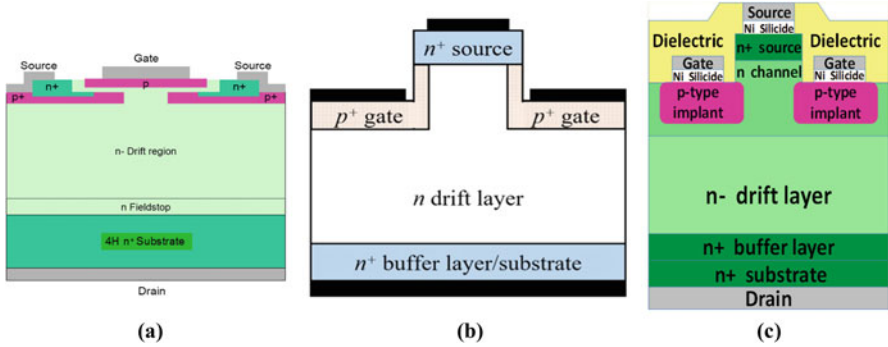 Gate
Source
Source
P
n+
n+
p+
p+
n- Drift region
n Fieldstop
4H n+ Substrate
Drain
(a)
n+ source
p+ gate
p+ gate
n drift layer
n+ buffer layer/substrate
(b)
(c)
Source
Ni Silicide
Dielectric
n+ source
Dielectric
Gate
Ni Silicide
n channel
Gate
Ni Silicide
p-type
implant
p-type
implant
n- drift layer
n+ buffer layer
n+ substrate
Drain